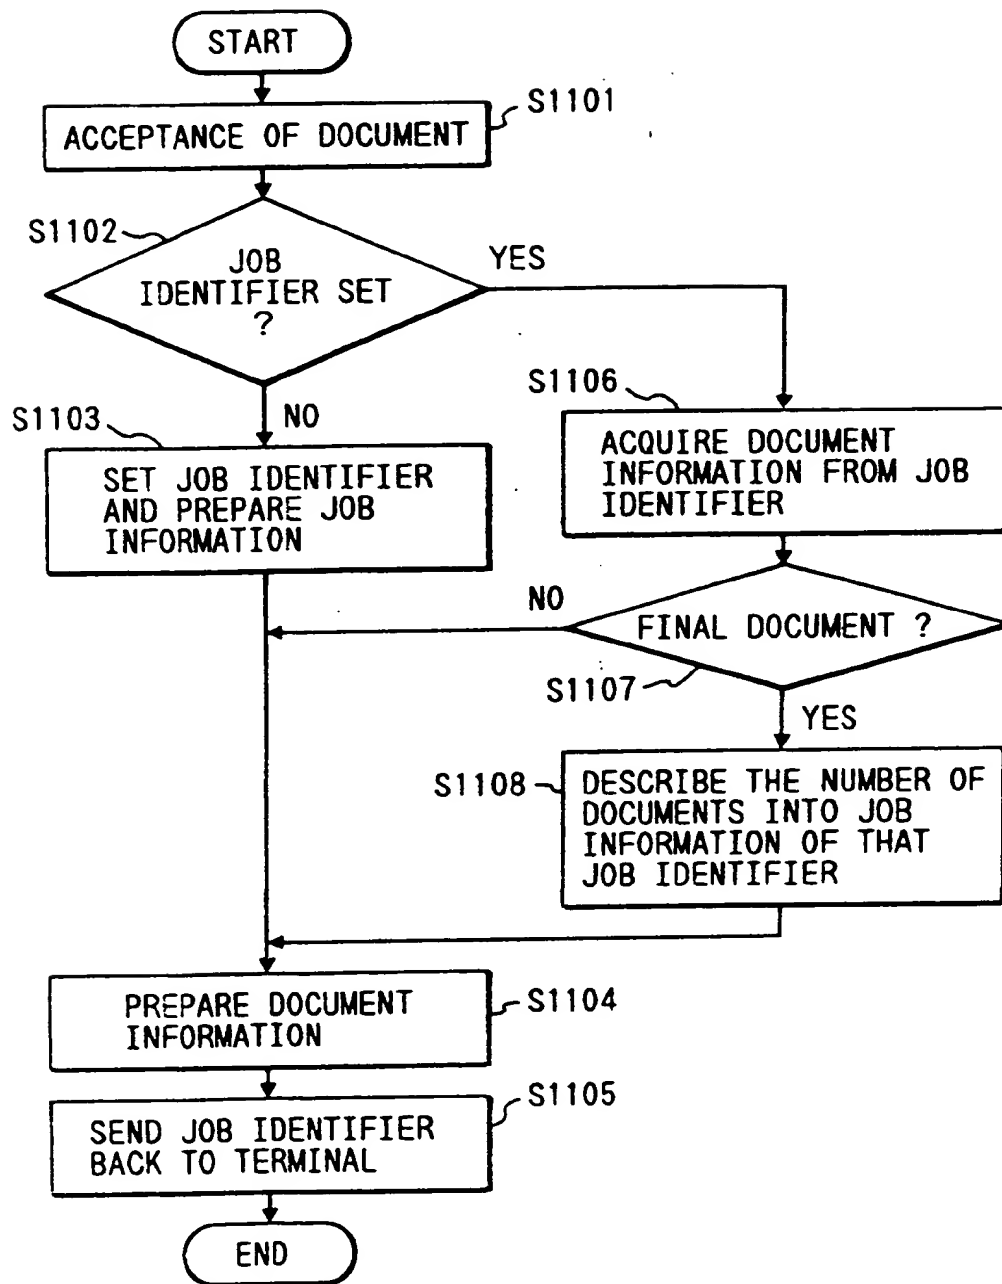 START
S1101
ACCEPTANCE OF DOCUMENT
S1102
JOB
IDENTIFIER SET
?
YES
NO
S1103
SET JOB IDENTIFIER
AND PREPARE JOB
INFORMATION
S1106
ACQUIRE DOCUMENT
INFORMATION FROM JOB
IDENTIFIER
NO
FINAL DOCUMENT ?
S1107
YES
S1108
DESCRIBE THE NUMBER OF
DOCUMENTS INTO JOB
INFORMATION OF THAT
JOB IDENTIFIER
PREPARE DOCUMENT
INFORMATION
S1104
S1105
SEND JOB IDENTIFIER
BACK TO TERMINAL
END